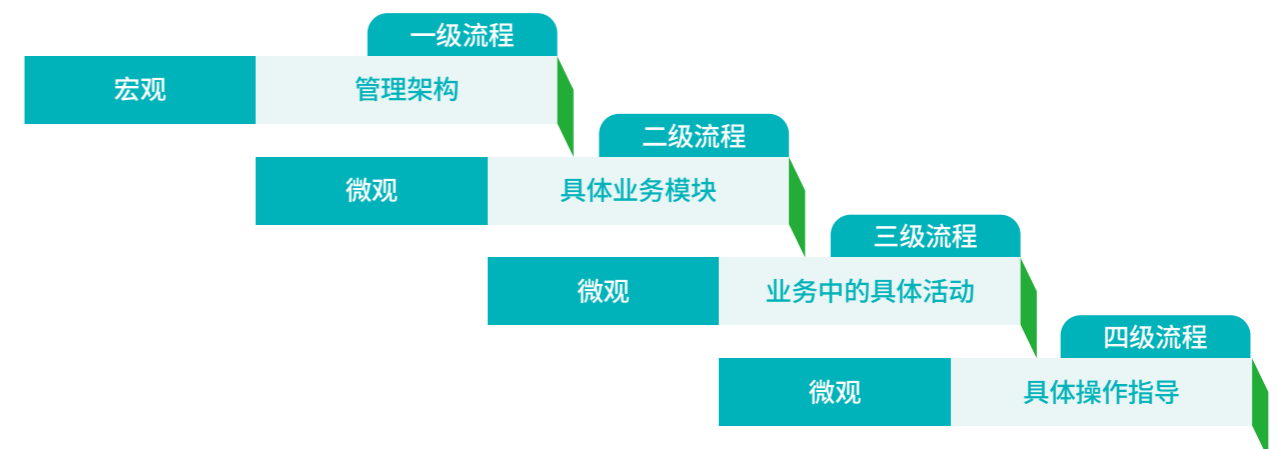 一级流程
宏观 管理架构
二级流程
微观 具体业务模块
三级流程
微观 业务中的具体活动
四级流程
微观 具体操作指导